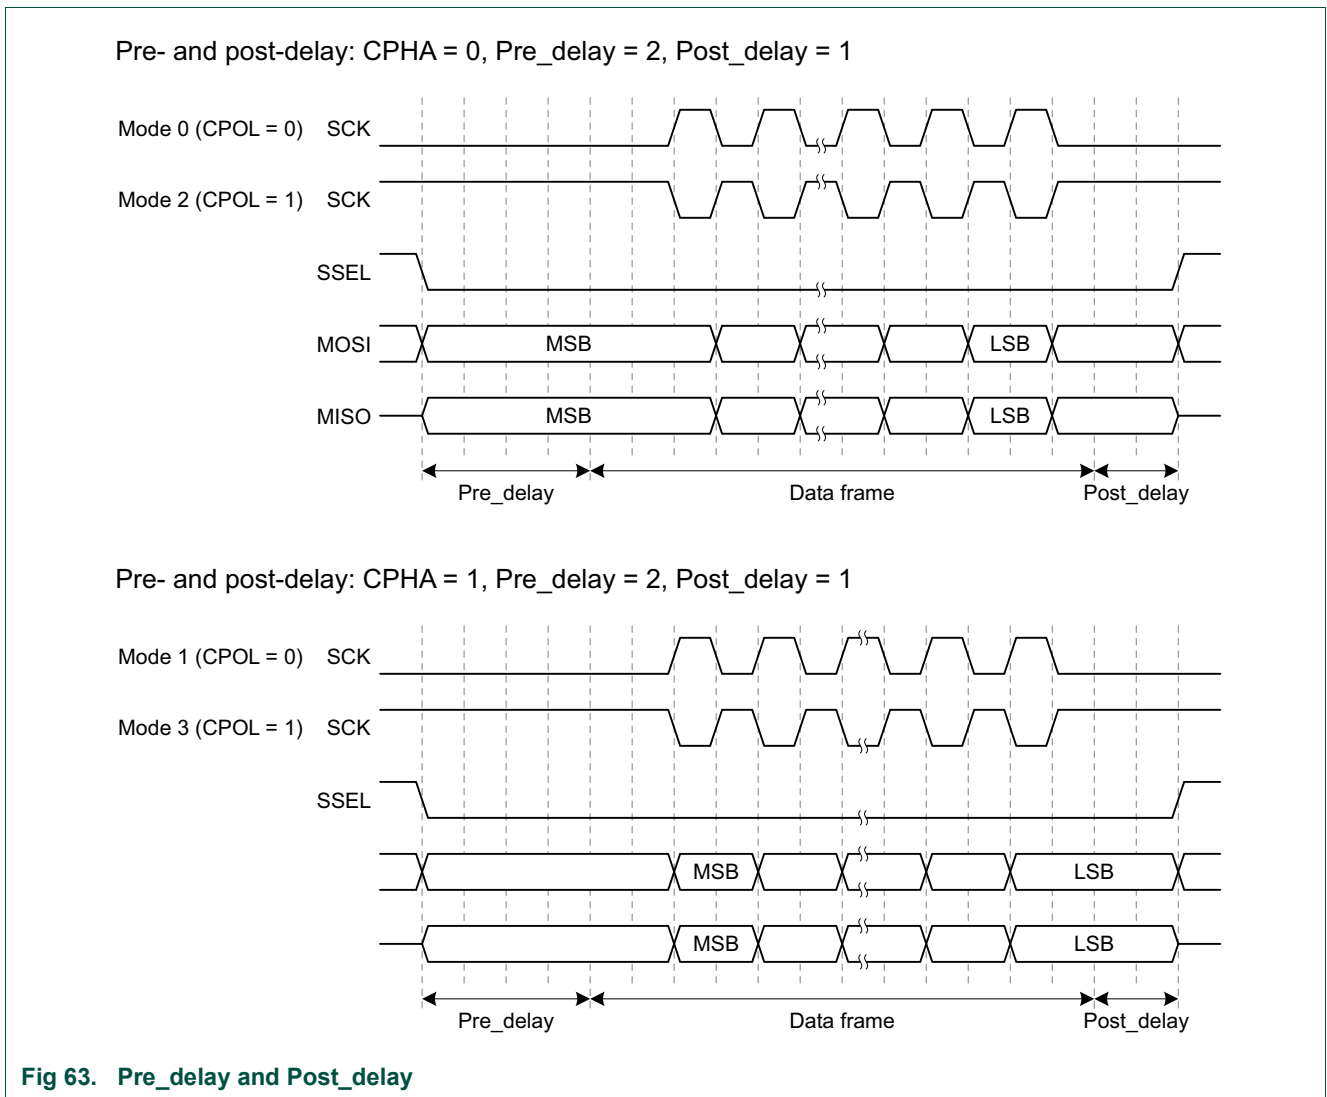 Pre- and post-delay: CPHA = 0, Pre_delay = 2, Post_delay = 1
Mode 0 (CPOL = 0) SCK
Mode 2 (CPOL = 1) SCK
SSEL
MOSI MSB LSB
MISO MSB LSB
Pre_delay Data frame Post_delay
Pre- and post-delay: CPHA = 1, Pre_delay = 2, Post_delay = 1
Mode 1 (CPOL = 0) SCK
Mode 3 (CPOL = 1) SCK
SSEL
MSB LSB
MSB LSB
Pre_delay Data frame Post_delay
Fig 63. Pre_delay and Post_delay